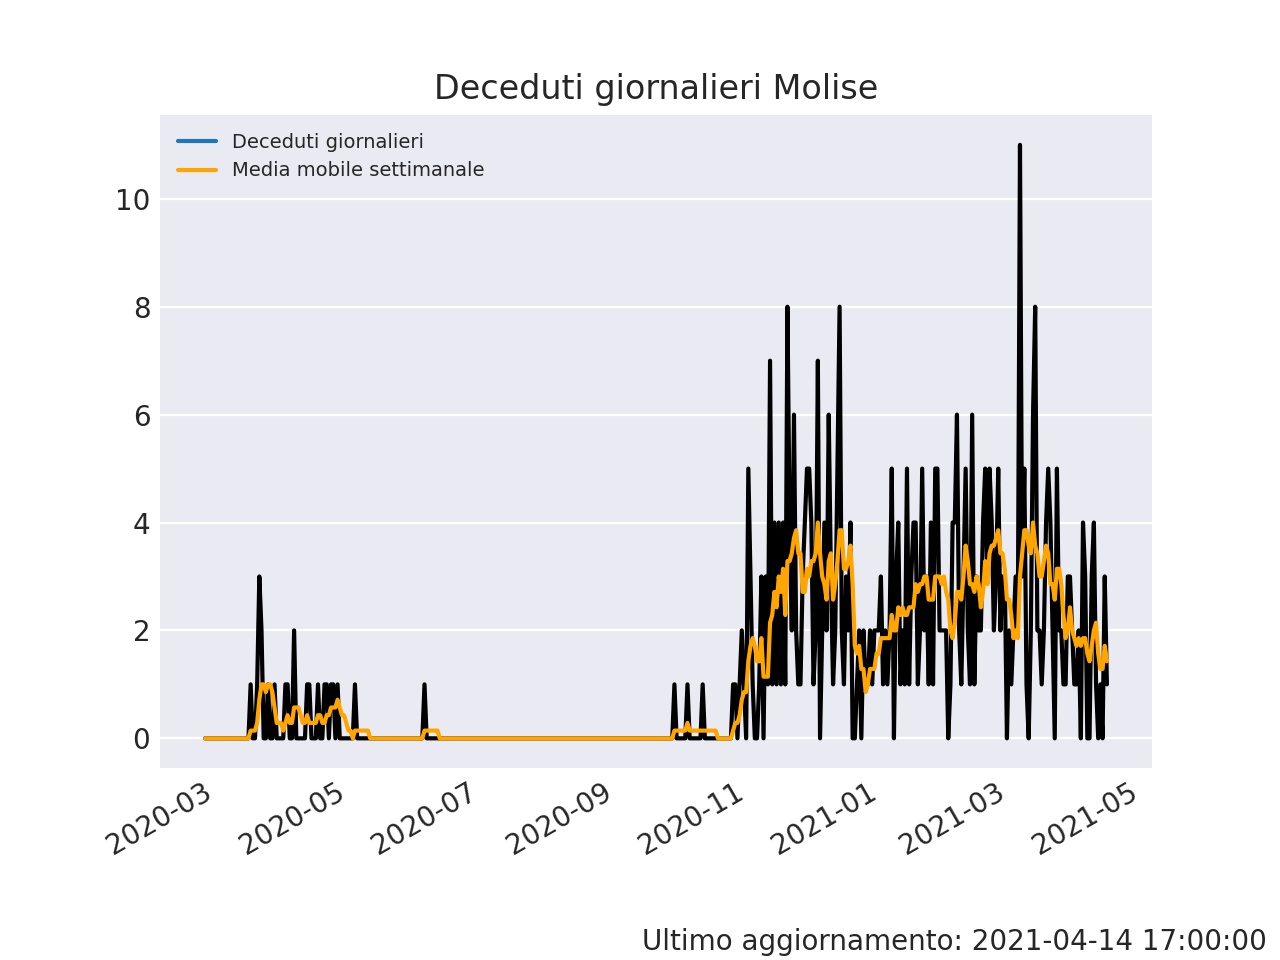 Deceduti giornalieri Molise
Deceduti giornalieri
Media mobile settimanale
10
8
6
4
2
0
2020-03 2020-05 2020-07 2020-09 2020-11 2021-01 2021-03 2021-05
Ultimo aggiornamento: 2021-04-14 17:00:00